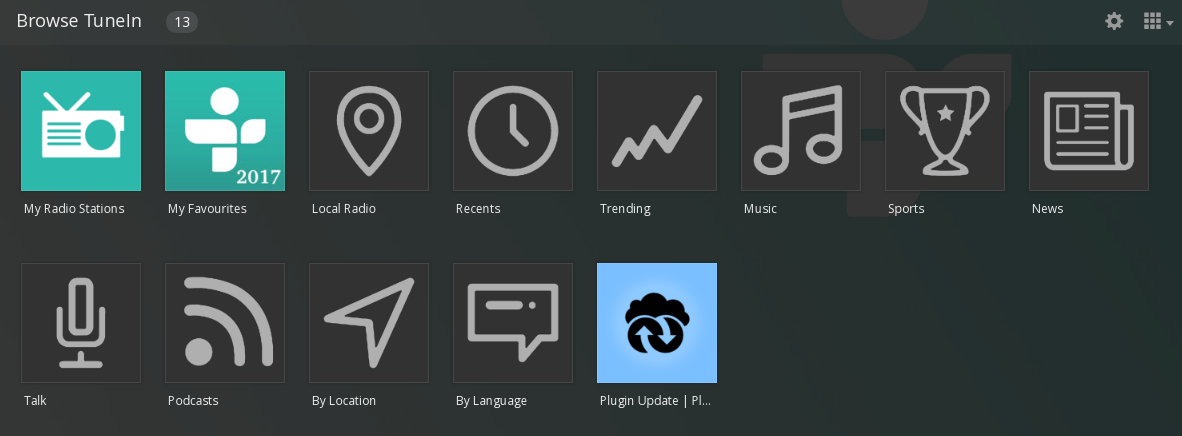 Browse TuneIn 13
2017
My Radio Stations
My Favourites
Local Radio
Recents
Trending
Music
Sports
News
Talk
Podcasts
By Location
By Language
Plugin Update | Pl...